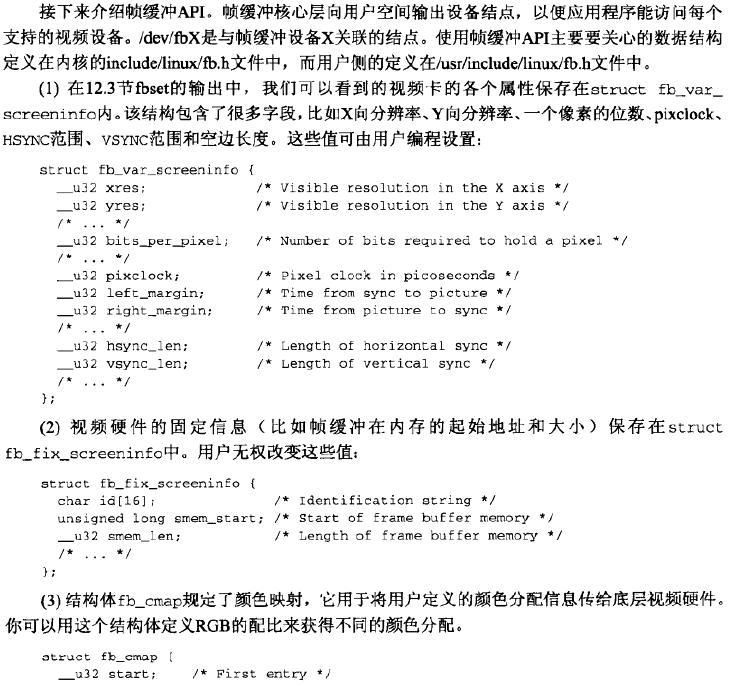 接下来介绍帧缓冲API。帧缓冲核心层向用户空间输出设备结点，以便应用程序能访问每个
支持的视频设备。/dev/fbX是与帧缓冲设备X关联的结点。使用帧缓冲API主要要关心的数据结构
定义在内核的include/linux/fb.h文件中，而用户侧的定义在/usr/include/linux/fb.h文件中。
(1) 在12.3节fbset的输出中，我们可以看到的视频卡的各个属性保存在struct fb_var_
screeninfo内。该结构包含了很多字段，比如X向分辨率、Y向分辨率、一个像素的位数、pixclock、
HSYNC范围、VSYNC范围和空边长度。这些值可由用户编程设置：
struct fb_var_screeninfo {
__u32 xres; /* Visible resolution in the X axis */
__u32 yres; /* Visible resolution in the Y axis */
/* ... */
__u32 bits_per_pixel; /* Number of bits required to hold a pixel */
/* ... */
__u32 pixclock; /* Pixel clock in picoseconds */
__u32 left_margin; /* Time from sync to picture */
__u32 right_margin; /* Time from picture to sync */
/* ... */
__u32 hsync_len; /* Length of horizontal sync */
__u32 vsync_len; /* Length of vertical sync */
/* ... */
};
(2) 视频硬件的固定信息（比如帧缓冲在内存的起始地址和大小）保存在struct
fb_fix_screeninfo中。用户无权改变这些值：
struct fb_fix_screeninfo {
char id[16]; /* Identification string */
unsigned long smem_start; /* Start of frame buffer memory */
__u32 smem_len; /* Length of frame buffer memory */
/* ... */
};
(3) 结构体fb_cmap规定了颜色映射，它用于将用户定义的颜色分配信息传给底层视频硬件。
你可以用这个结构体定义RGB的配比来获得不同的颜色分配。
struct fb_cmap {
__u32 start; /* First entry */